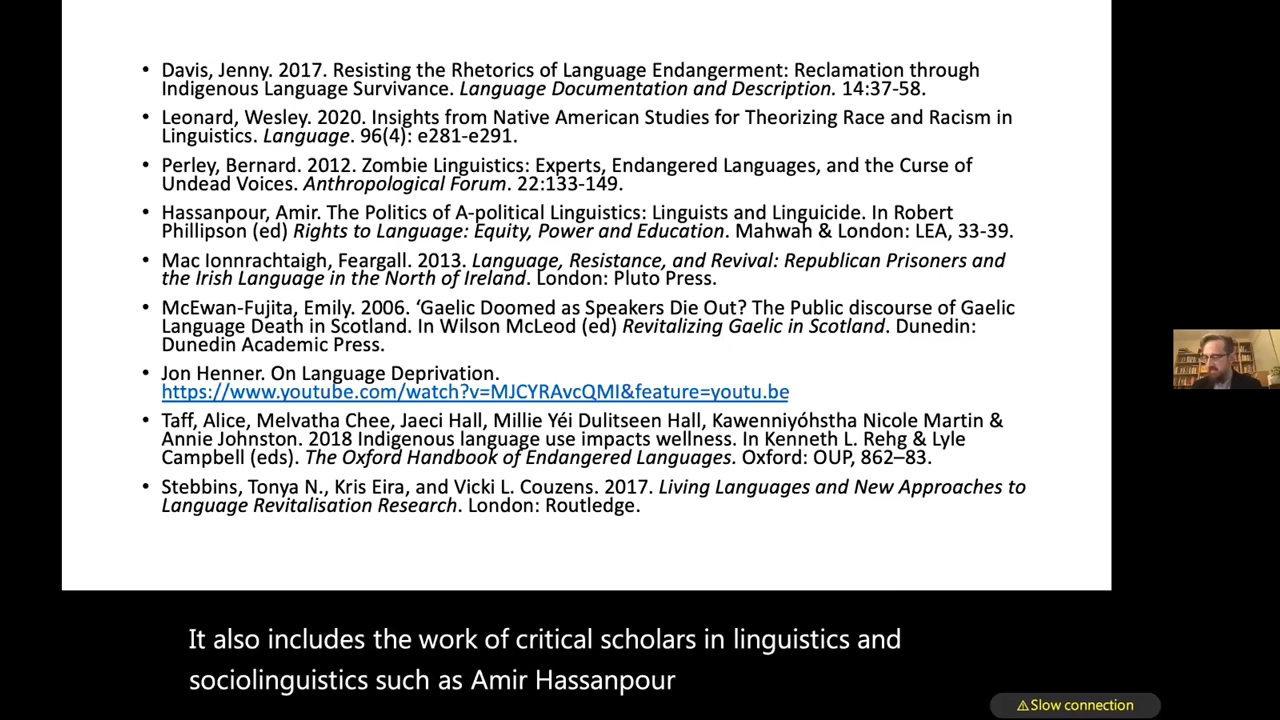 • Davis, Jenny. 2017. Resisting the Rhetorics of Language Endangerment: Reclamation through
Indigenous Language Survivance. Language Documentation and Description. 14:37-58.
• Leonard, Wesley. 2020. Insights from Native American Studies for Theorizing Race and Racism in
Linguistics. Language. 96(4): e281-e291.
• Perley, Bernard. 2012. Zombie Linguistics: Experts, Endangered Languages, and the Curse of
Undead Voices. Anthropological Forum. 22:133-149.
• Hassanpour, Amir. The Politics of A-political Linguistics: Linguists and Linguicide. In Robert
Phillipson (ed) Rights to Language: Equity, Power and Education. Mahwah & London: LEA, 33-39.
• Mac Ionnrachtaigh, Feargall. 2013. Language, Resistance, and Revival: Republican Prisoners and
the Irish Language in the North of Ireland. London: Pluto Press.
• McEwan-Fujita, Emily. 2006. ‘Gaelic Doomed as Speakers Die Out? The Public discourse of Gaelic
Language Death in Scotland. In Wilson McLeod (ed) Revitalizing Gaelic in Scotland. Dunedin:
Dunedin Academic Press.
• Jon Henner. On Language Deprivation.
https://www.youtube.com/watch?v=MJCYRAvcQMI&feature=youtu.be
• Taff, Alice, Melvatha Chee, Jaeci Hall, Millie Yéi Dulitseen Hall, Kawenniyóhstha Nicole Martin &
Annie Johnston. 2018 Indigenous language use impacts wellness. In Kenneth L. Rehg & Lyle
Campbell (eds). The Oxford Handbook of Endangered Languages. Oxford: OUP, 862–83.
• Stebbins, Tonya N., Kris Eira, and Vicki L. Couzens. 2017. Living Languages and New Approaches to
Language Revitalisation Research. London: Routledge.
It also includes the work of critical scholars in linguistics and
sociolinguistics such as Amir Hassanpour
⚠Slow connection